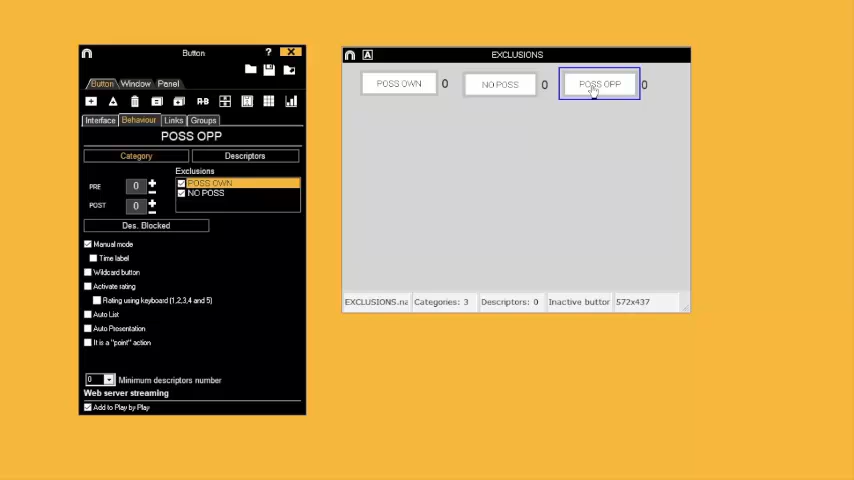 Button
?
X
Button
Window
Panel
Interface
Behaviour
Links
Groups
POSS OPP
Category
Descriptors
Exclusions
POSS OWN
NO POSS
PRE
0
POST
0
Des. Blocked
Manual mode
Time label
Wildcard button
Activate rating
Rating using keyboard (1,2,3,4 and 5)
Auto List
Auto Presentation
It is a "point" action
0
Minimum descriptors number
Web server streaming
Add to Play by Play
A
EXCLUSIONS
POSS OWN
0
NO POSS
0
POSS OPP
0
EXCLUSIONS.na
Categories: 3
Descriptors: 0
Inactive button
572x437